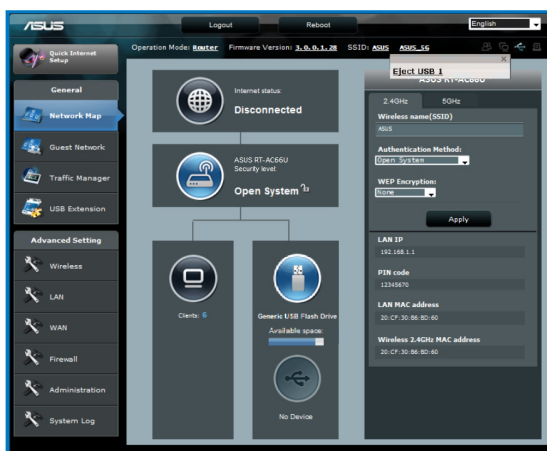 ASUS
Logout
Reboot
English
Quick Internet
Setup
Operation Mode: Router Firmware Version: 3.0.0.1.28 SSID: ASUS ASUS_5G
Eject USB 1
General
Network Map
Guest Network
Traffic Manager
USB Extension
Advanced Setting
Wireless
LAN
WAN
Firewall
Administration
System Log
Internet status:
Disconnected
ASUS RT-AC66U
Security level:
Open System
Clients: 6
Generic USB Flash Drive
Available space:
No Device
ASUS RT-AC66U
2.4GHz 5GHz
Wireless name(SSID)
ASUS
Authentication Method:
Open System
WEP Encryption:
None
Apply
LAN IP
192.168.1.1
PIN code
12345670
LAN MAC address
20:CF:30:B6:BD:60
Wireless 2.4GHz MAC address
20:CF:30:B6:BD:60